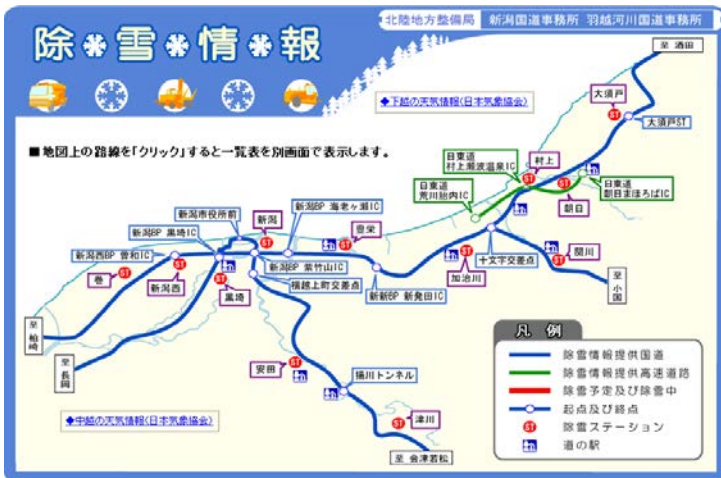 北陸地方整備局 新潟国道事務所 羽越河川国道事務所
除雪情報
至 酒田
◆下越の天気情報(日本気象協会)
大須戸
大須戸ST
■地図上の路線を「クリック」すると一覧表を別画面で表示します。
日東道
村上瀬波温泉IC
村上
日東道
荒川胎内IC
日東道
朝日まほろばIC
朝日
新潟市役所前
新潟
新潟BP 海老ヶ瀬IC
豊栄
新潟BP 黒埼IC
新潟西BP 曽和IC
新潟BP 紫竹山IC
十文字交差点
関川
巻
新潟西
黒埼
横越上町交差点
新新BP 新発田IC
加治川
至 小国
至 柏崎
至 長岡
安田
揚川トンネル
津川
至 会津若松
◆中越の天気情報(日本気象協会)
凡例
除雪情報提供国道
除雪情報提供高速道路
除雪予定及び除雪中
起点及び終点
ST 除雪ステーション
道の駅